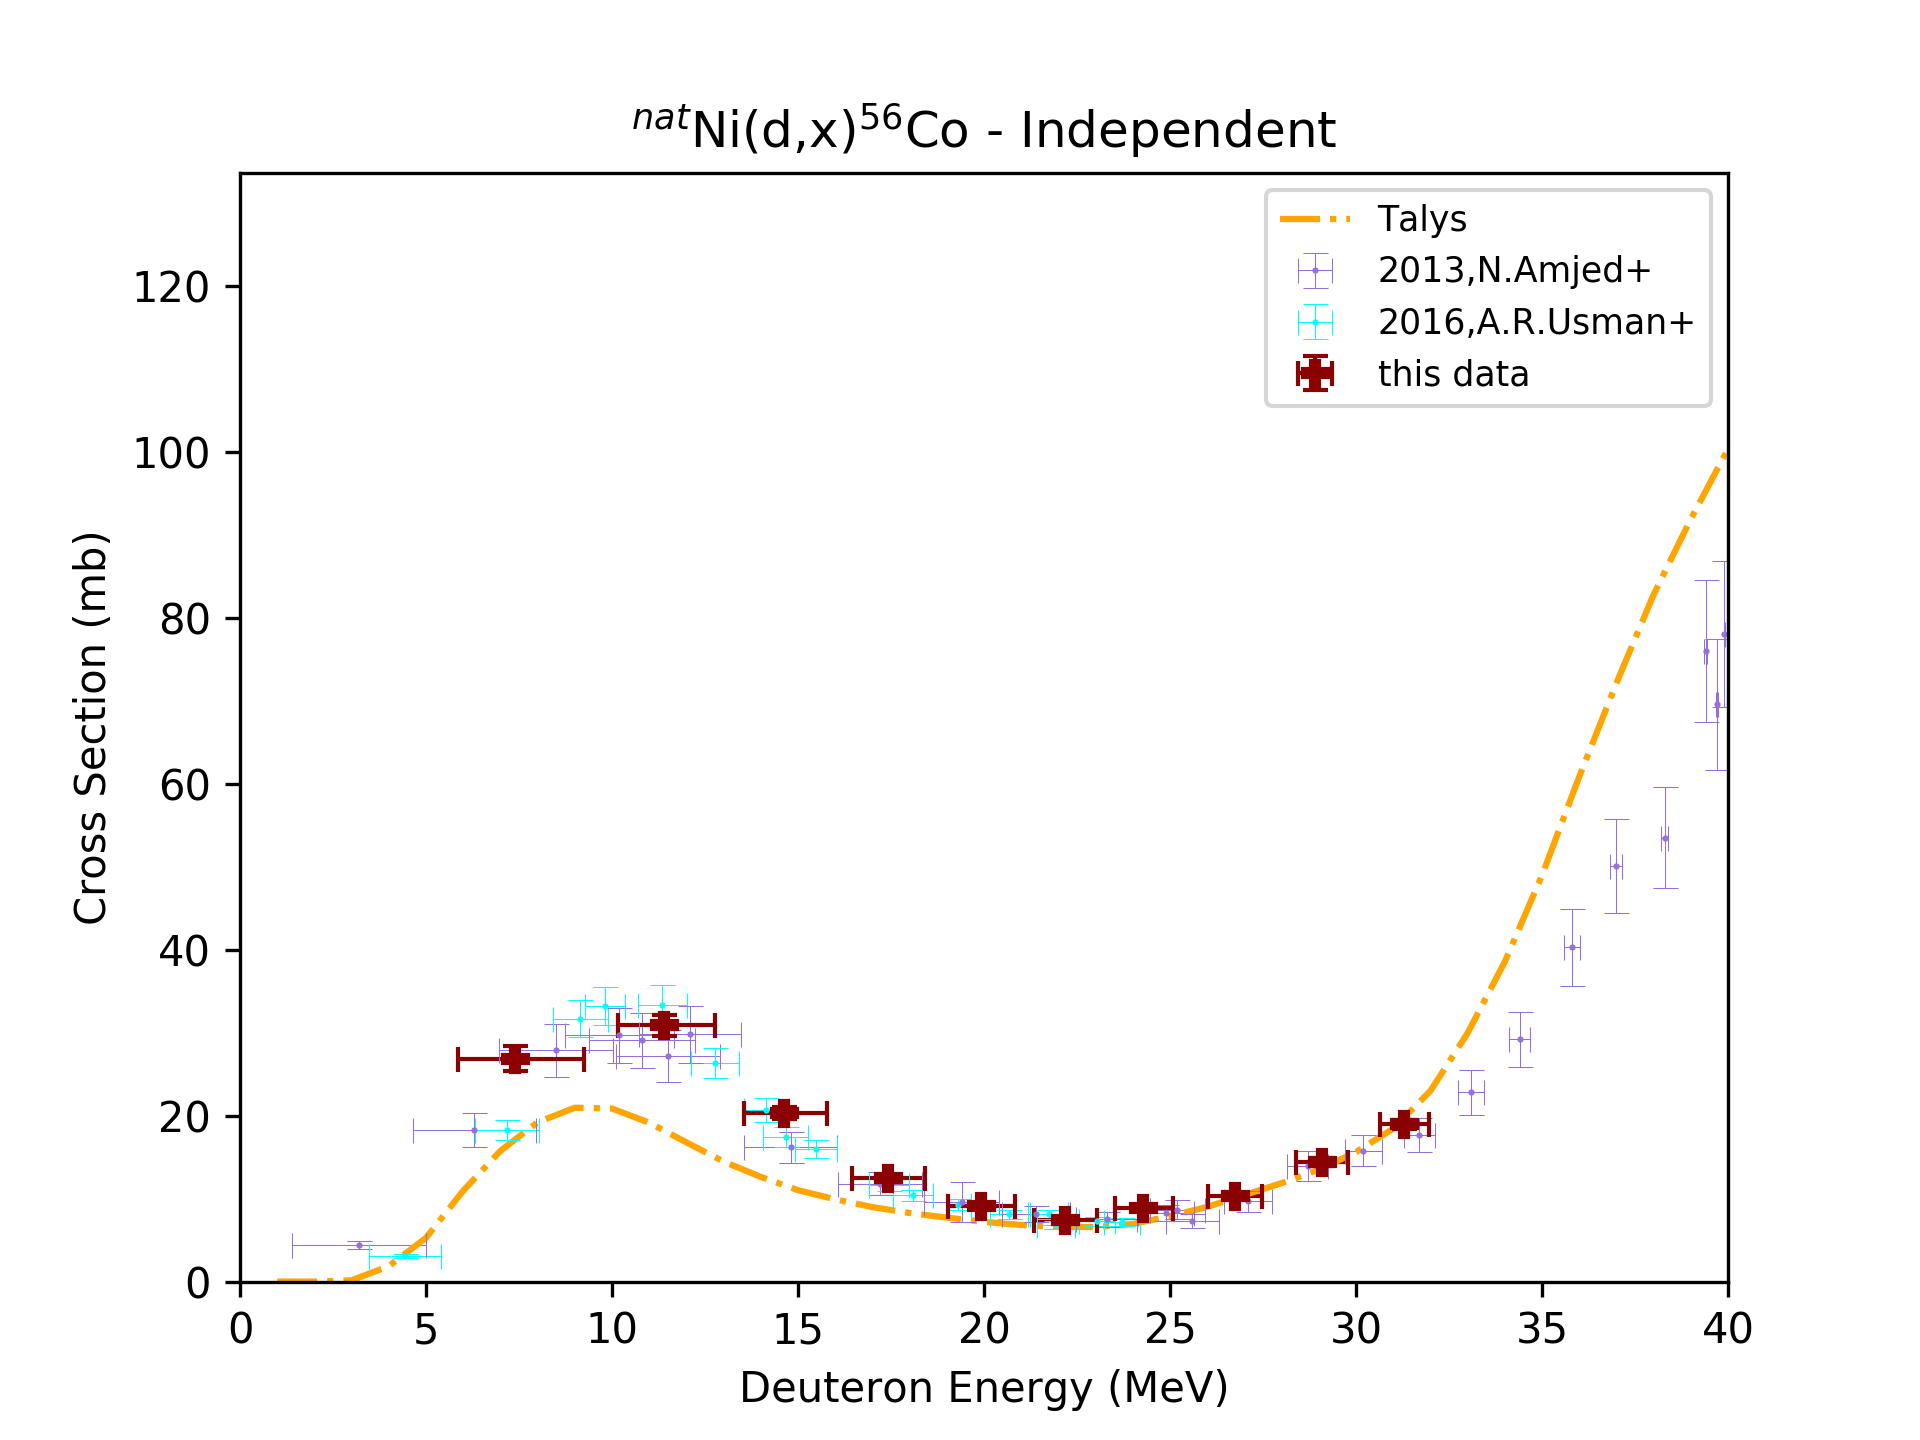 natNi(d,x)56Co - Independent
Talys
2013,N.Amjed+
2016,A.R.Usman+
this data
120
100
80
60
40
20
0
Cross Section (mb)
0 5 10 15 20 25 30 35 40
Deuteron Energy (MeV)